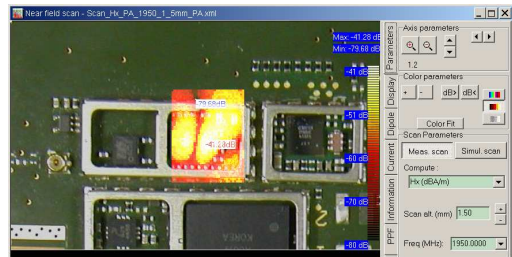 Near field scan - Scan_Hx_PA_1950_1_5mm_PA.xml
Max: -41.28 dB
Min: -79.68 dB
-41 dB
-51 dB
-60 dB
-70 dB
-80 dB
-79.68dB
-41.28dB
KOREA
Parameters
Display
Dipole
Current
Information
PPF
Axis parameters
1.2
Color parameters
+ -
dB> dB<
Color Fit
Scan Parameters
Meas. scan Simul. scan
Compute :
Hx (dBA/m)
Scan alt. (mm) 1.50
+
-
Freq (MHz): 1950.0000